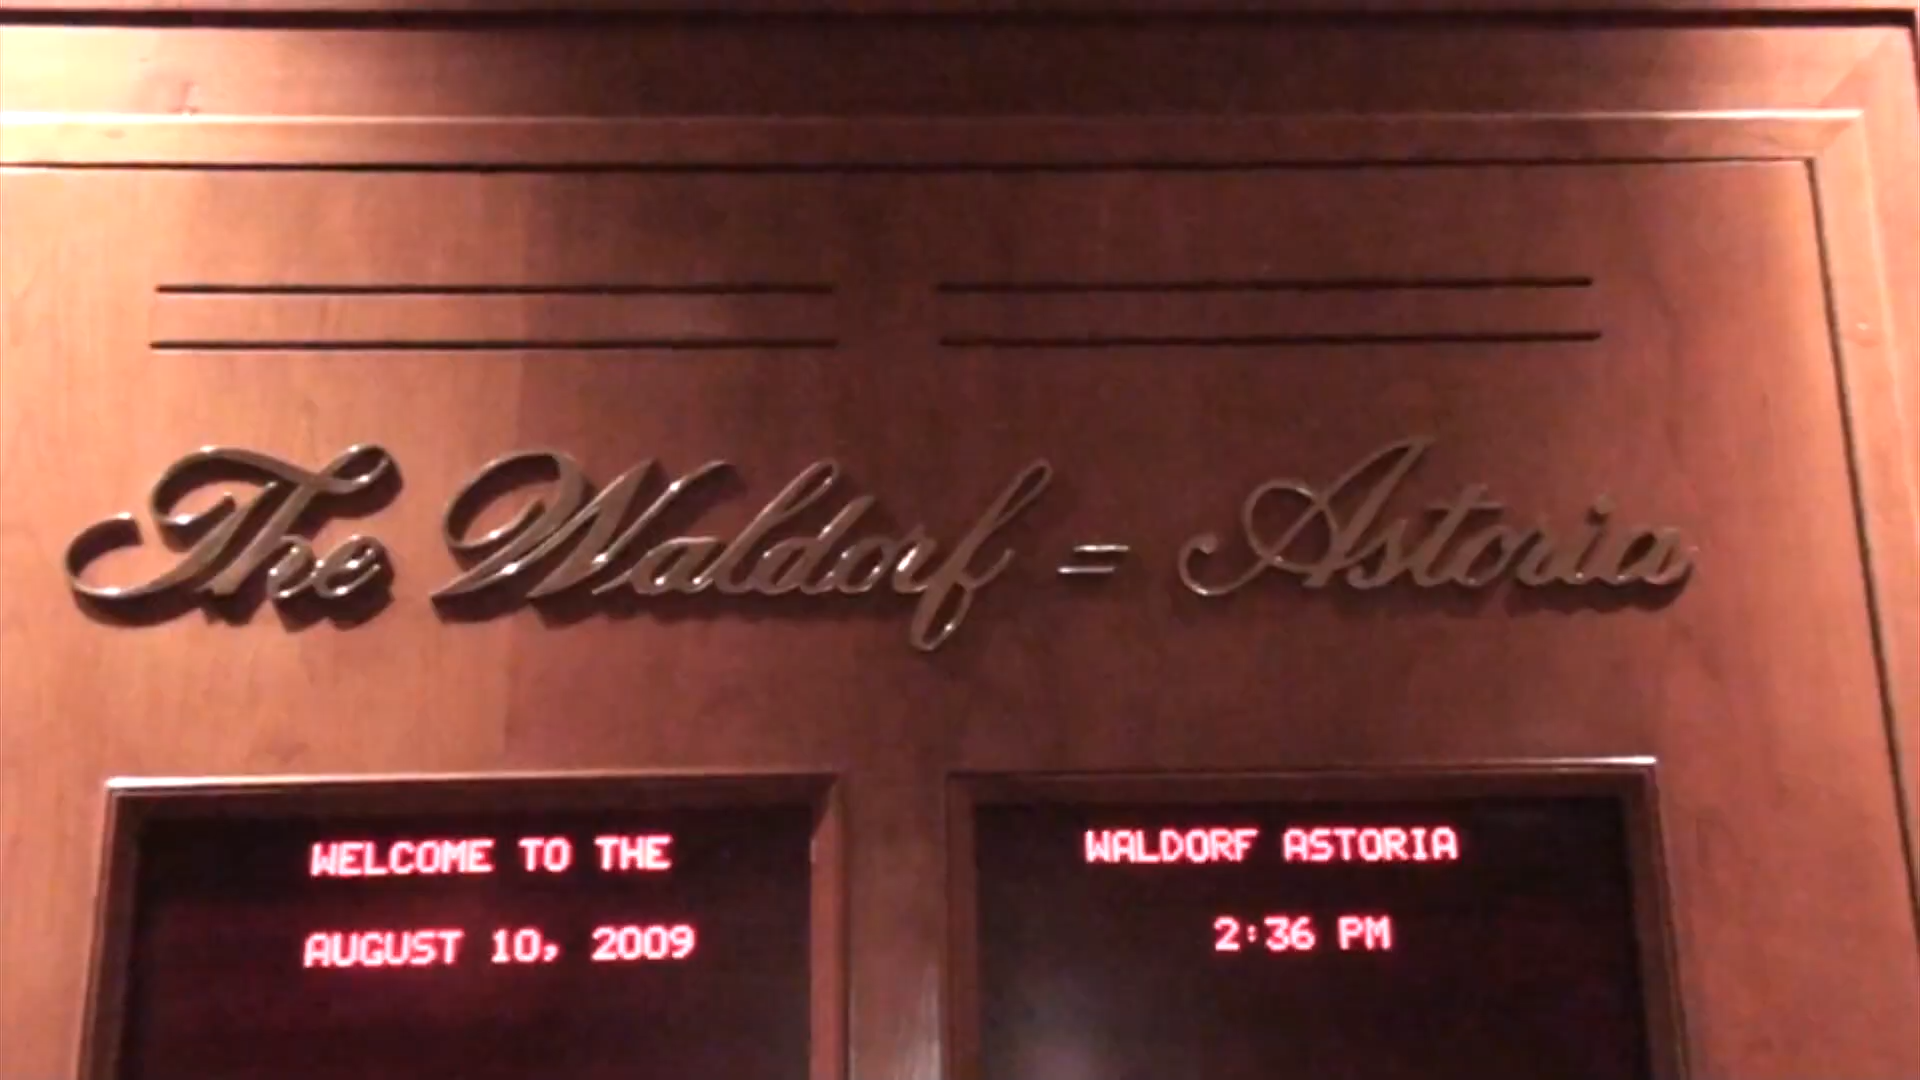 The Waldorf = Astoria
WELCOME TO THE
AUGUST 10, 2009
WALDORF ASTORIA
2:36 PM